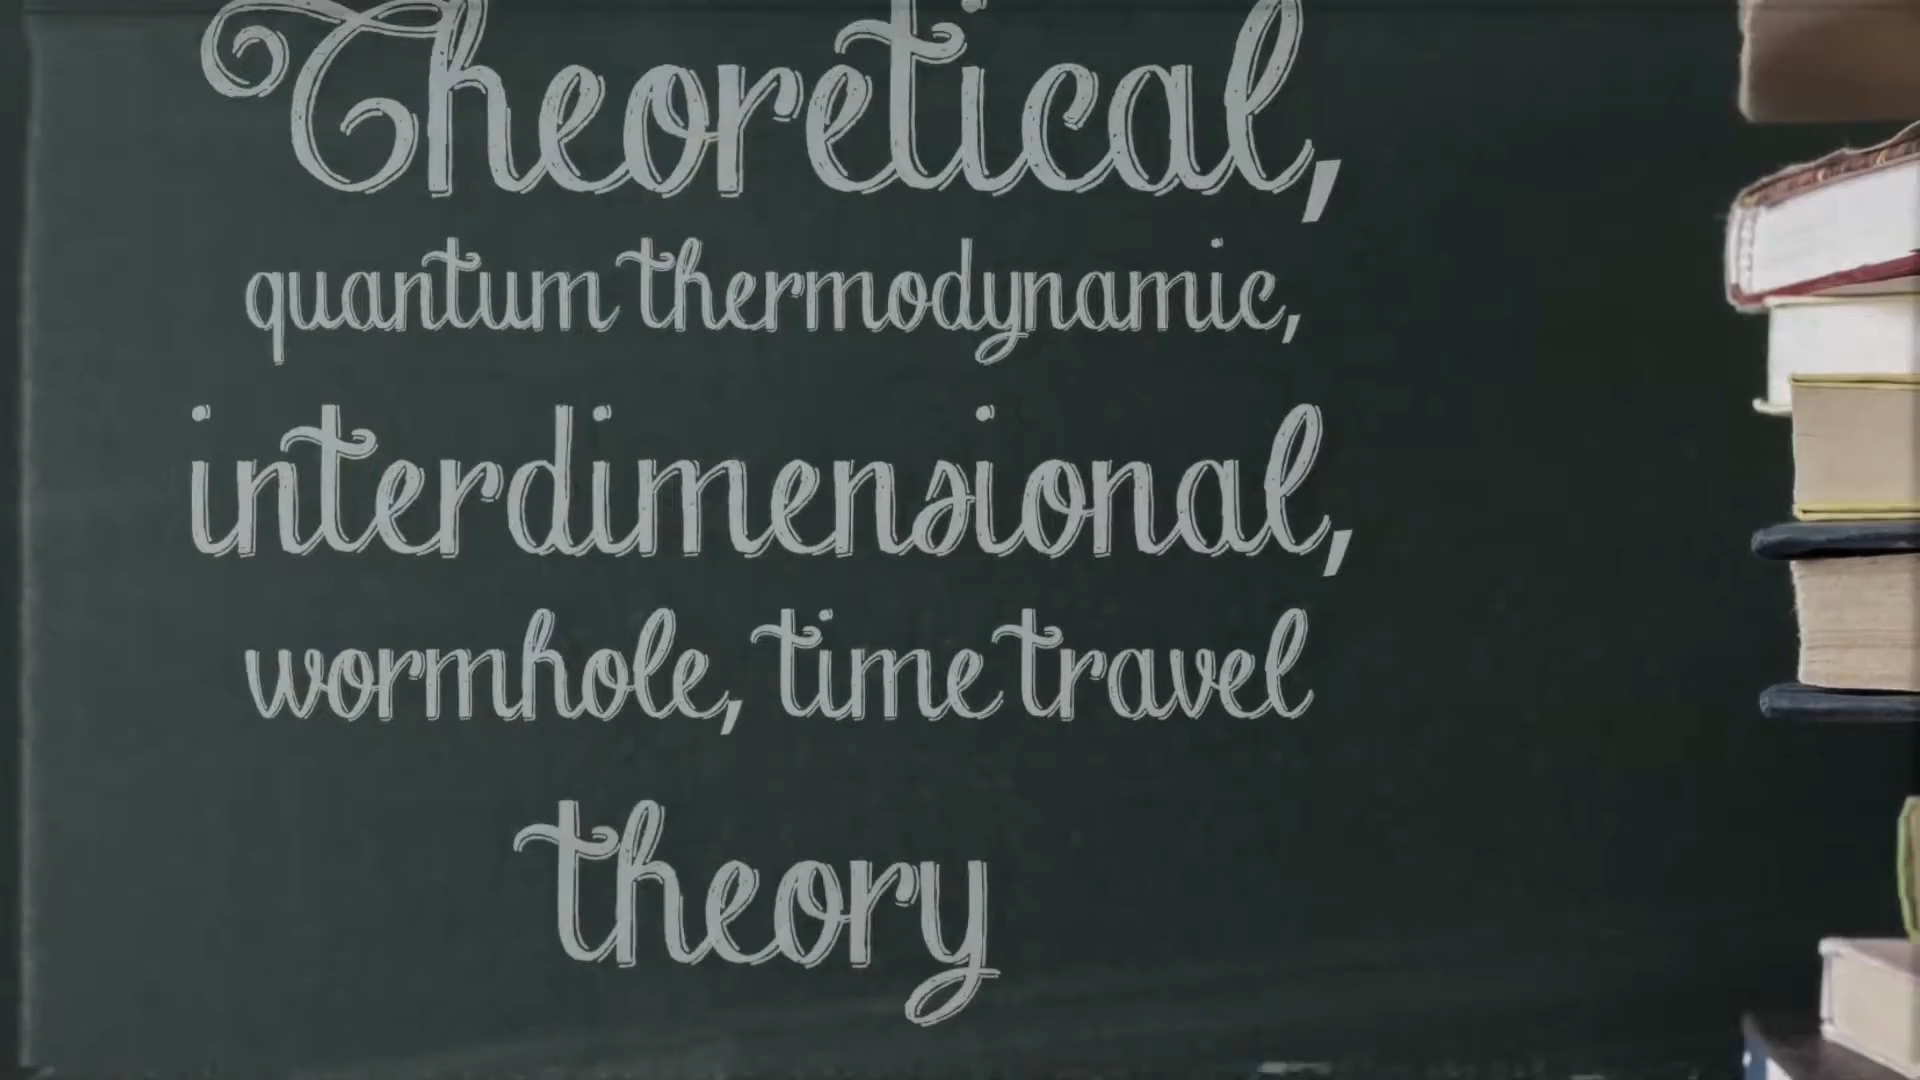 Theoretical,
quantum thermodynamic,
interdimensional,
wormhole, time travel
theory